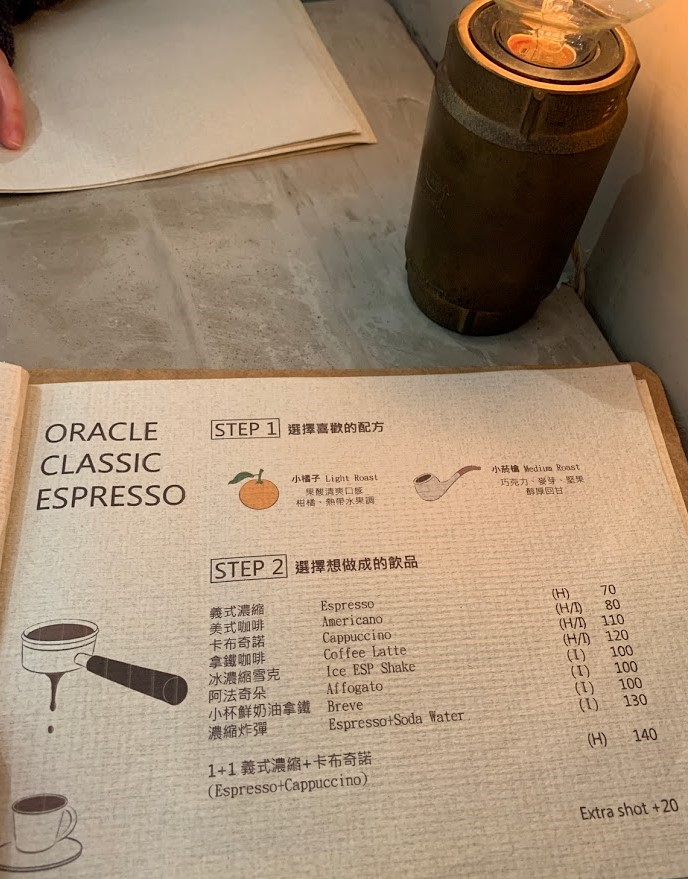 ORACLE
CLASSIC
ESPRESSO
STEP 1 選擇喜歡的配方
小橘子 Light Roast
果酸清爽口感
柑橘、熱帶水果調
小菸槍 Medium Roast
巧克力、麥芽、堅果
醇厚回甘
STEP 2 選擇想做成的飲品
義式濃縮 Espresso (H) 70
美式咖啡 Americano (H/I) 80
卡布奇諾 Cappuccino (H/I) 110
拿鐵咖啡 Coffee Latte (H/I) 120
冰濃縮雪克 Ice ESP Shake (I) 100
阿法奇朵 Affogato (I) 100
小杯鮮奶油拿鐵 Breve (I) 100
濃縮炸彈 Espresso+Soda Water (I) 130
1+1 義式濃縮+卡布奇諾 (H) 140
(Espresso+Cappuccino)
Extra shot +20